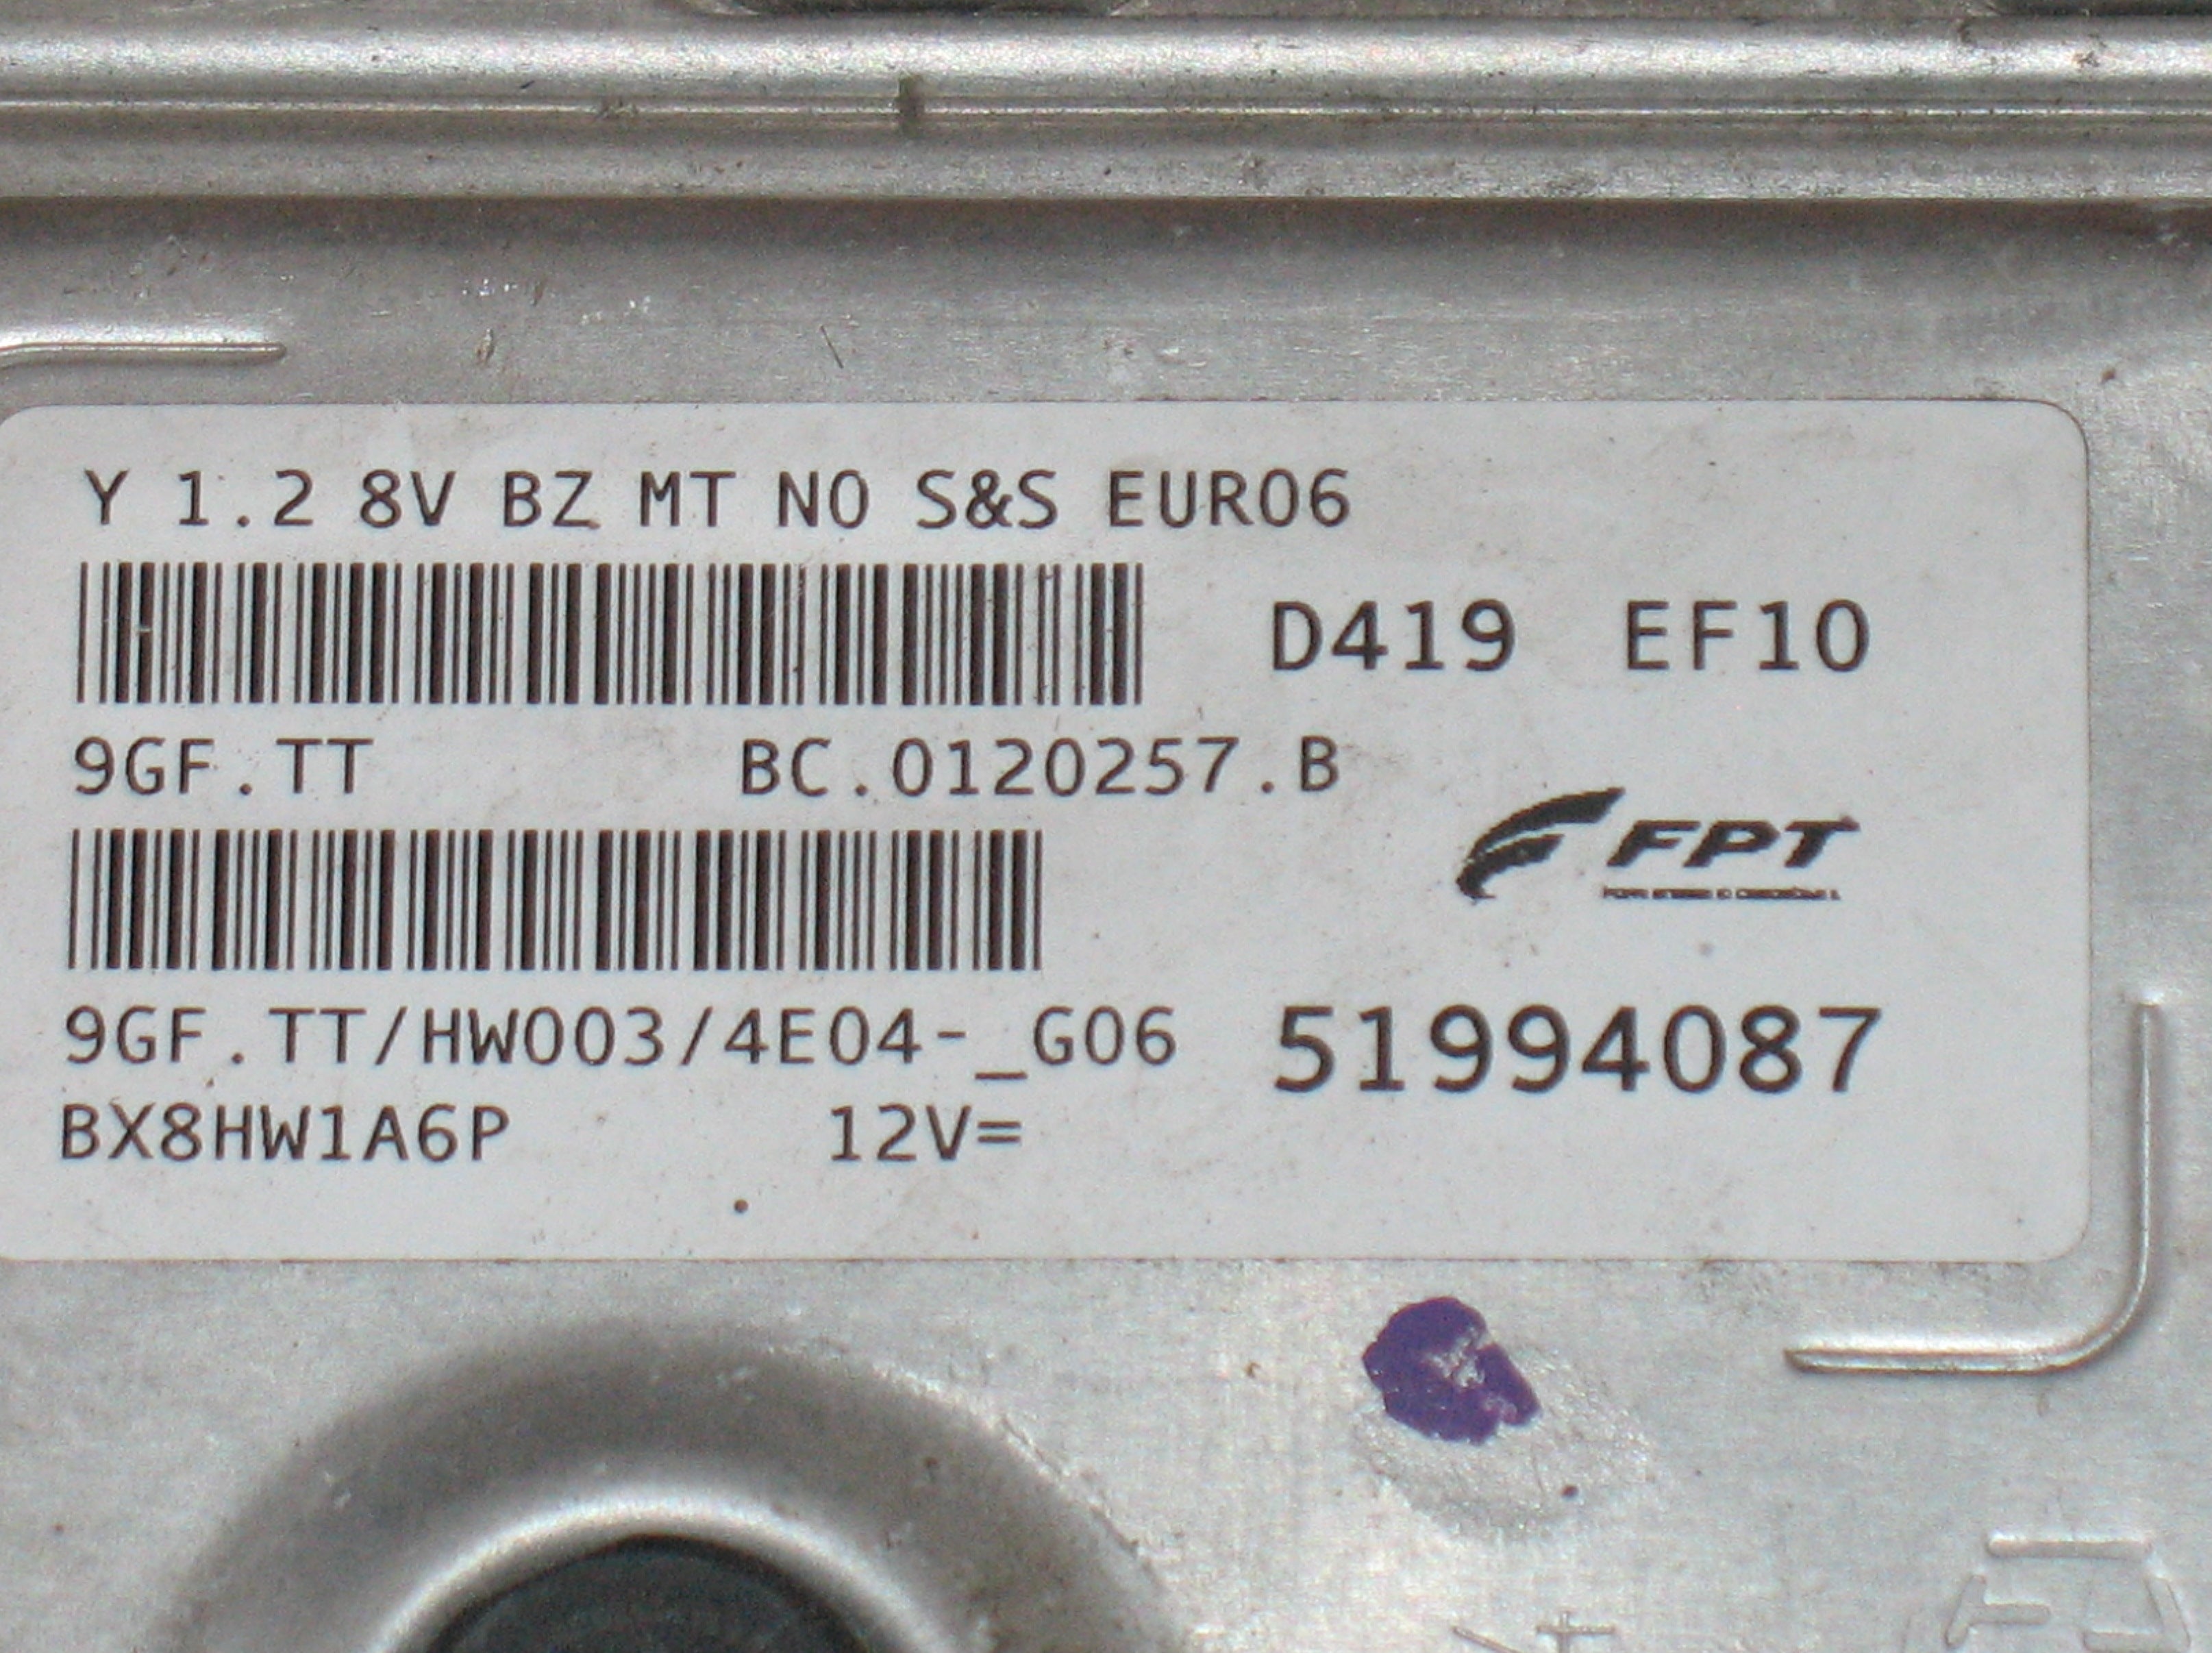 Y 1.2 8V BZ MT NO S&S EURO6
D419 EF10
9GF.TT BC.0120257.B
FPT
9GF.TT/HW003/4E04-_G06
51994087
BX8HW1A6P 12V=